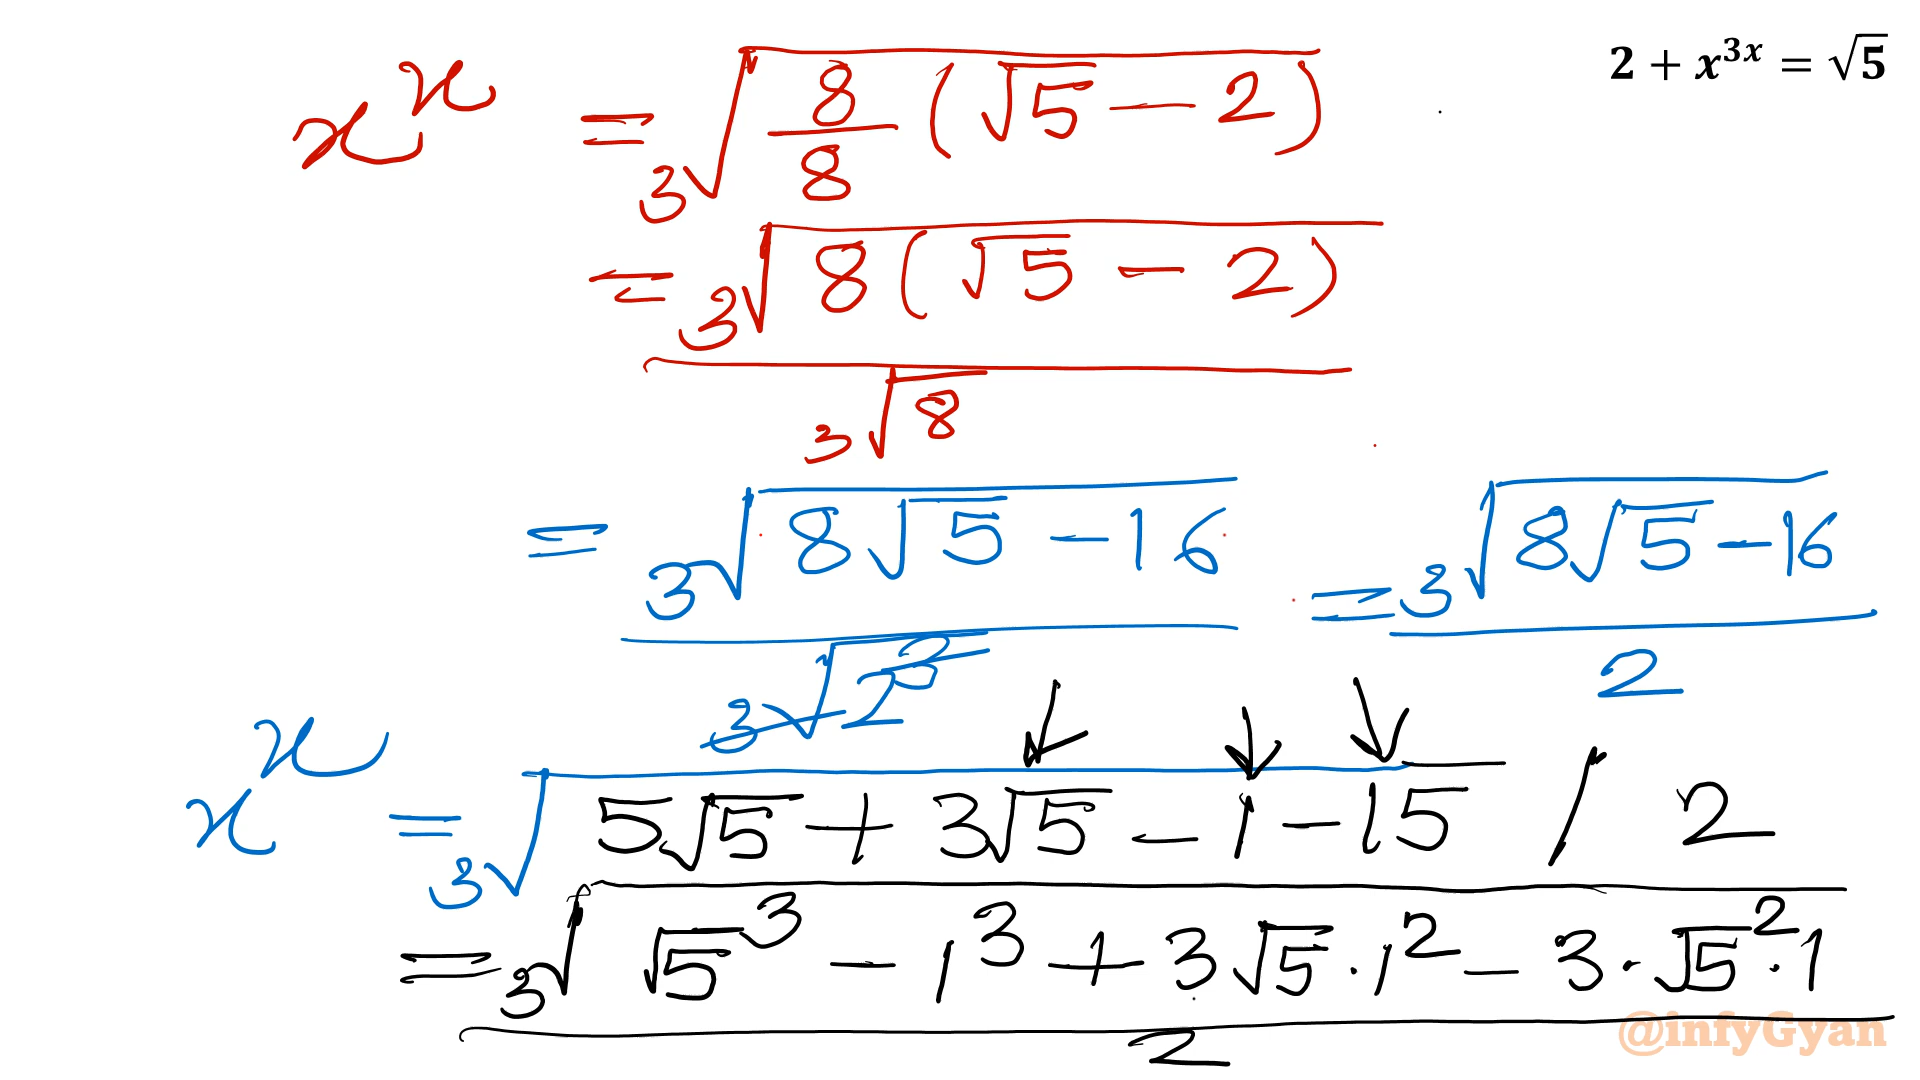 2 + x^{3x} = √5
x^x = ∛(8/8 (√5 − 2))
= ∛(8(√5 − 2)) / ∛8
= ∛(8√5 − 16) / ∛(2^3) = ∛(8√5 − 16) / 2
x^x = ∛(5√5 + 3√5 − 1 − 15) / 2
= ∛(√5^3 − 1^3 + 3√5 · 1^2 − 3 · √5^2 · 1) / 2
@infyGyan